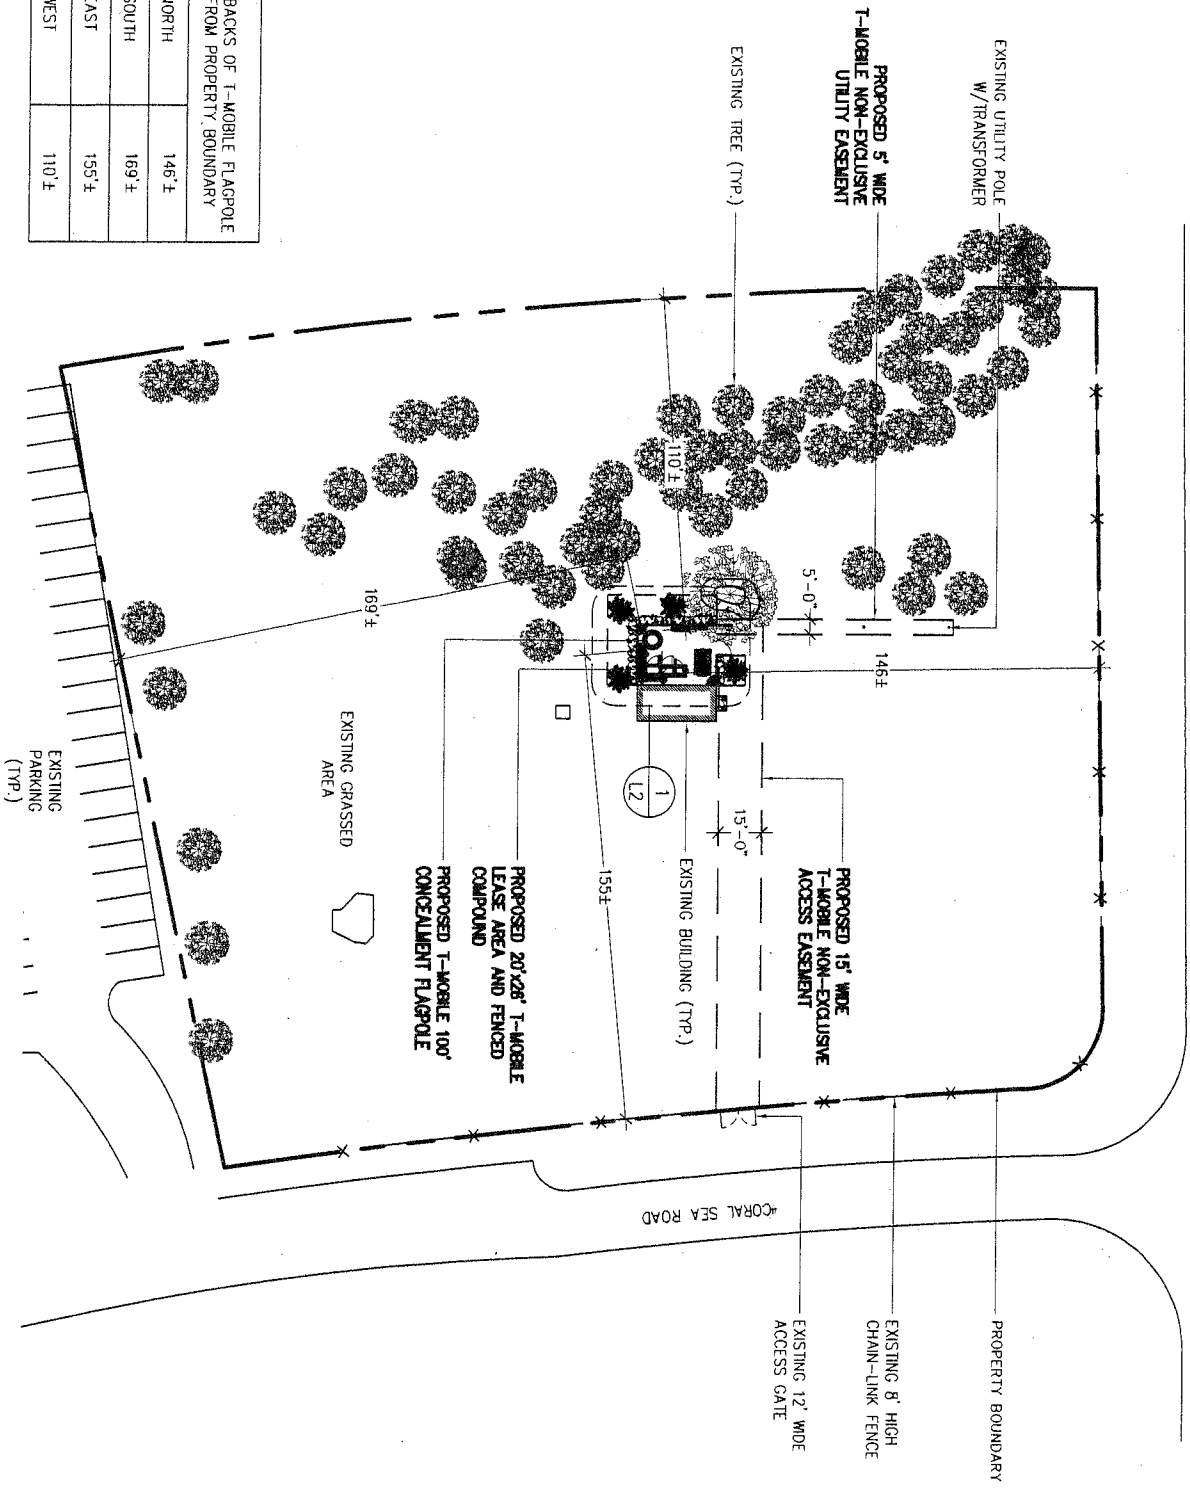 EXISTING UTILITY POLE
W/TRANSFORMER
PROPOSED 5' WIDE
T-MOBILE NON-EXCLUSIVE
UTILITY EASEMENT
EXISTING TREE (TYP.)
BACKS OF T-MOBILE FLAGPOLE
FROM PROPERTY BOUNDARY
NORTH 146'±
SOUTH 169'±
EAST 155'±
WEST 110'±
110'±
5'-0"
146±
169'±
155±
15'-0"
1
L2
EXISTING GRASSED
AREA
EXISTING
PARKING
(TYP.)
PROPOSED 15' WIDE
T-MOBILE NON-EXCLUSIVE
ACCESS EASEMENT
EXISTING BUILDING (TYP.)
PROPOSED 20'x26' T-MOBILE
LEASE AREA AND FENCED
COMPOUND
PROPOSED T-MOBILE 100'
CONCEALMENT FLAGPOLE
CORAL SEA ROAD
PROPERTY BOUNDARY
EXISTING 8' HIGH
CHAIN-LINK FENCE
EXISTING 12' WIDE
ACCESS GATE